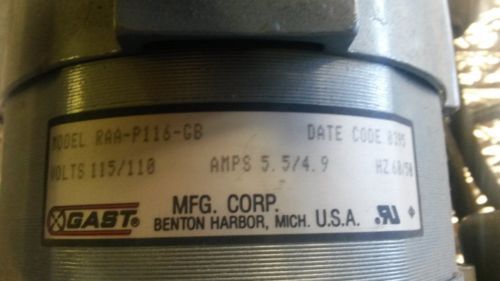 MODEL RAA-P116-GB DATE CODE 0395
VOLTS 115/110 AMPS 5.5/4.9 HZ 60/50
GAST® MFG. CORP.
BENTON HARBOR, MICH. U.S.A.